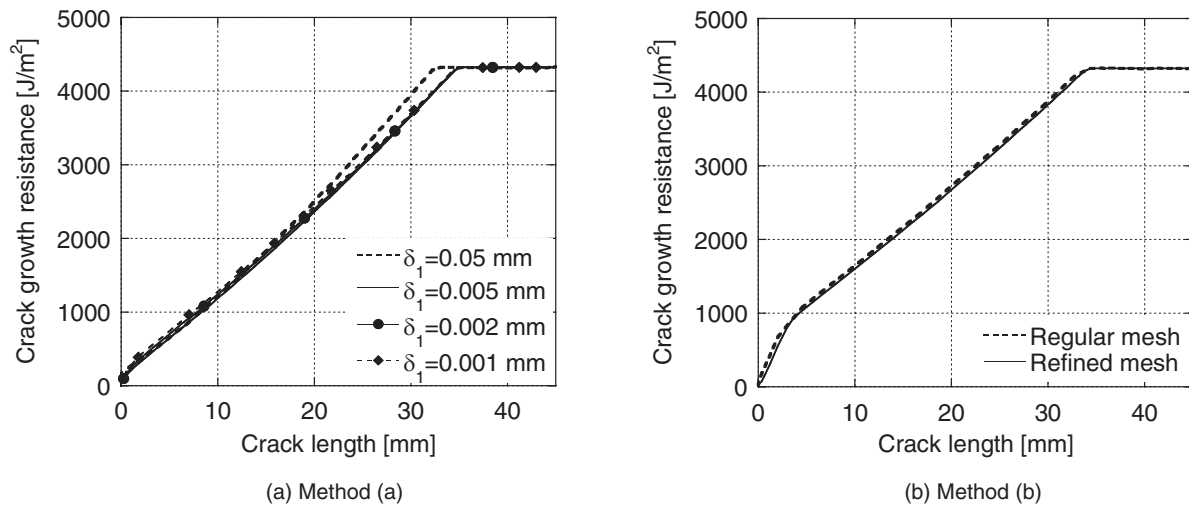 5000
4000
3000
2000
1000
0
0 10 20 30 40
Crack growth resistance [J/m²]
Crack length [mm]
δ₁=0.05 mm
δ₁=0.005 mm
δ₁=0.002 mm
δ₁=0.001 mm
(a) Method (a)
5000
4000
3000
2000
1000
0
0 10 20 30 40
Crack growth resistance [J/m²]
Crack length [mm]
Regular mesh
Refined mesh
(b) Method (b)